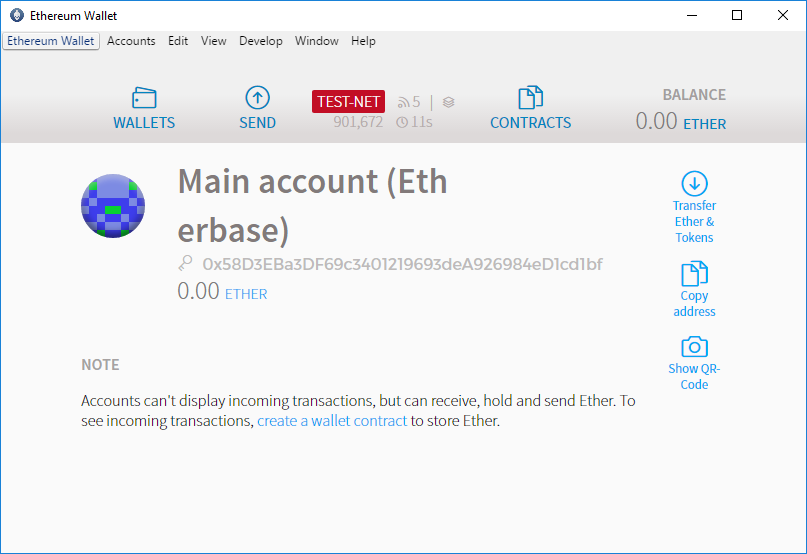 Ethereum Wallet
Ethereum Wallet Accounts Edit View Develop Window Help
WALLETS
SEND
TEST-NET 5 |
901,672 11s
CONTRACTS
BALANCE
0.00 ETHER
Main account (Eth
erbase)
0x58D3EBa3DF69c3401219693deA926984eD1cd1bf
0.00 ETHER
Transfer
Ether &
Tokens
Copy
address
Show QR-
Code
NOTE
Accounts can't display incoming transactions, but can receive, hold and send Ether. To
see incoming transactions, create a wallet contract to store Ether.